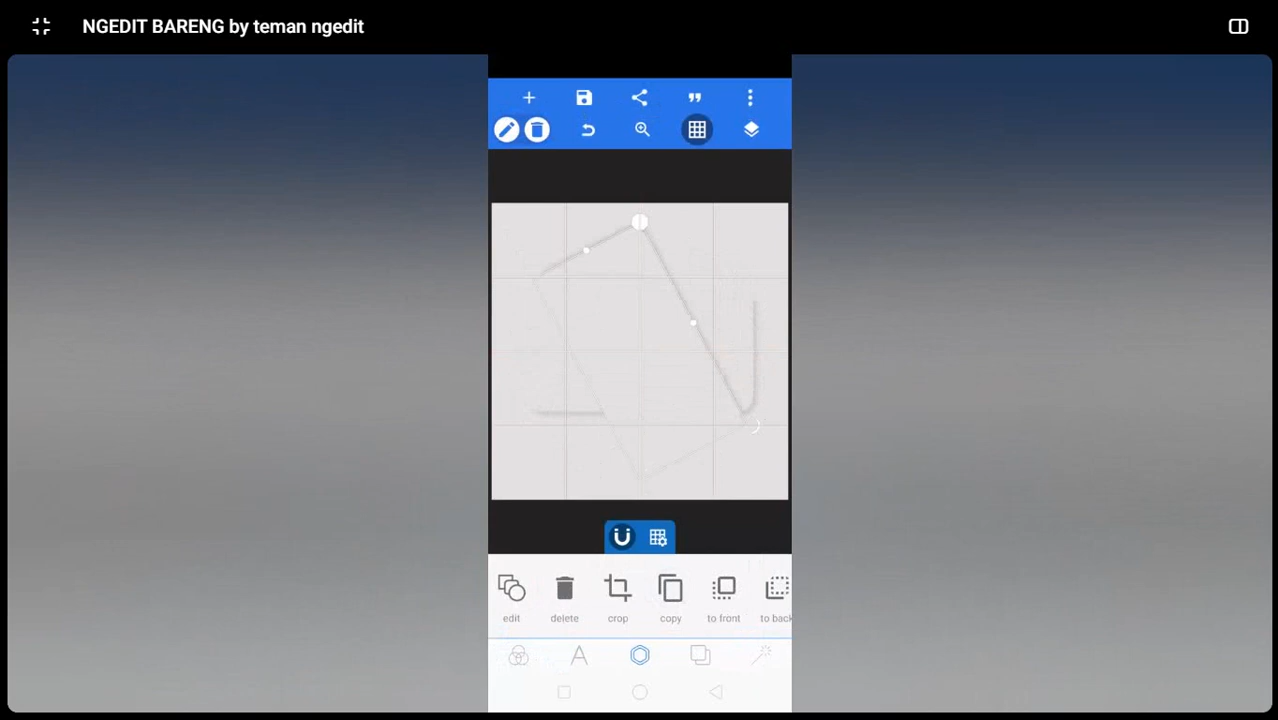 NGEDIT BARENG by teman ngedit
edit
delete
crop
copy
to front
to back